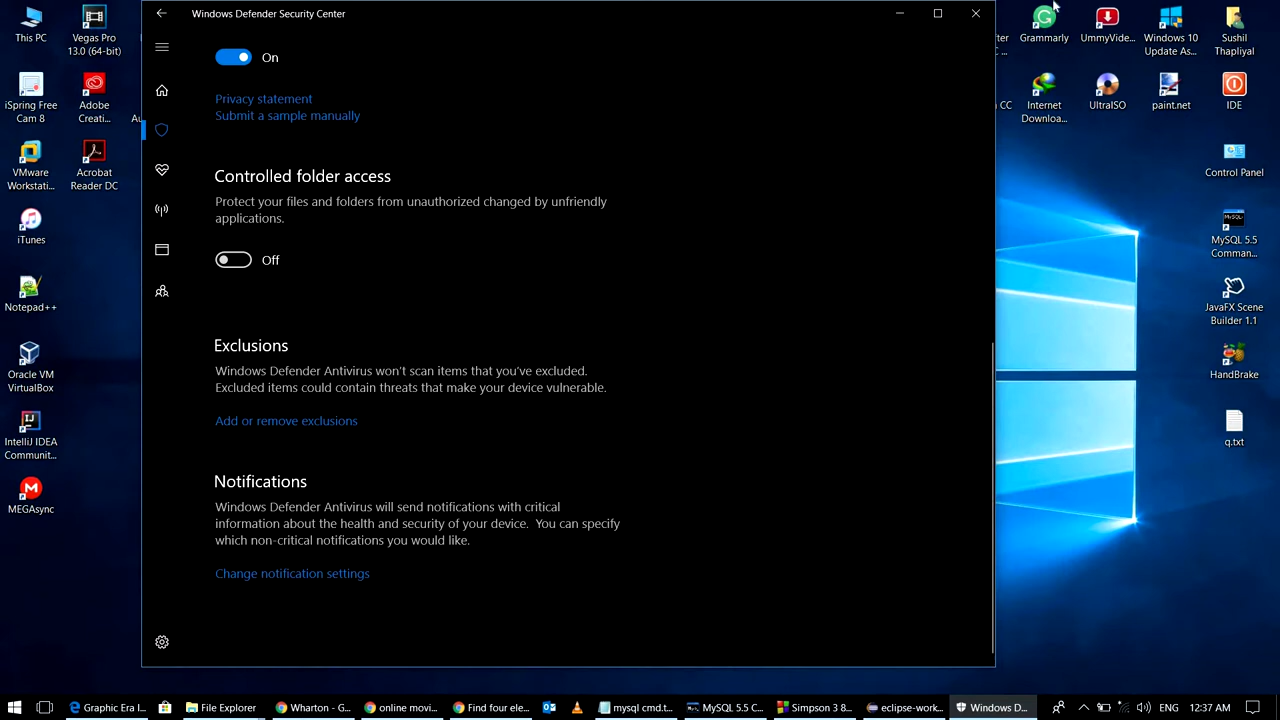 Windows Defender Security Center
On
Privacy statement
Submit a sample manually
Controlled folder access
Protect your files and folders from unauthorized changed by unfriendly
applications.
Off
Exclusions
Windows Defender Antivirus won't scan items that you've excluded.
Excluded items could contain threats that make your device vulnerable.
Add or remove exclusions
Notifications
Windows Defender Antivirus will send notifications with critical
information about the health and security of your device. You can specify
which non-critical notifications you would like.
Change notification settings
This PC
Vegas Pro
13.0 (64-bit)
iSpring Free
Cam 8
Adobe
Creati...
VMware
Workstati...
Acrobat
Reader DC
iTunes
Notepad++
Oracle VM
VirtualBox
IntelliJ IDEA
Communit...
MEGAsync
Grammarly
UmmyVide...
Windows 10
Update As...
Sushil
Thapliyal
CC
Internet
Downloa...
UltraISO
paint.net
IDE
Control Panel
MySQL 5.5
Comman...
JavaFX Scene
Builder 1.1
HandBrake
q.txt
Graphic Era I...
File Explorer
Wharton - G...
online movi...
Find four ele...
mysql cmd.t...
MySQL 5.5 C...
Simpson 3 8...
eclipse-work...
Windows D...
ENG
12:37 AM